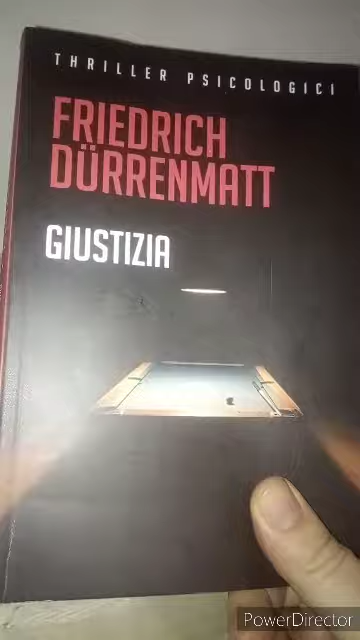 THRILLER PSICOLOGICI
FRIEDRICH
DÜRRENMATT
GIUSTIZIA
PowerDirector